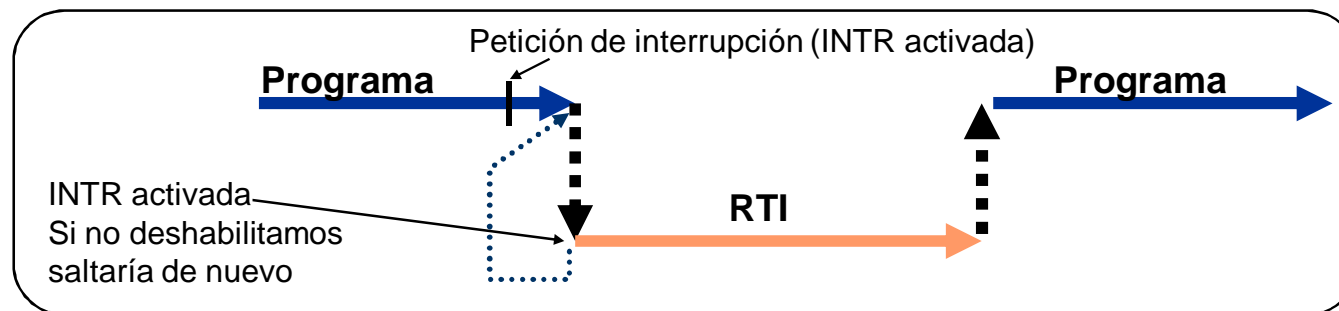 Petición de interrupción (INTR activada)
Programa
Programa
INTR activada
Si no deshabilitamos
saltaría de nuevo
RTI